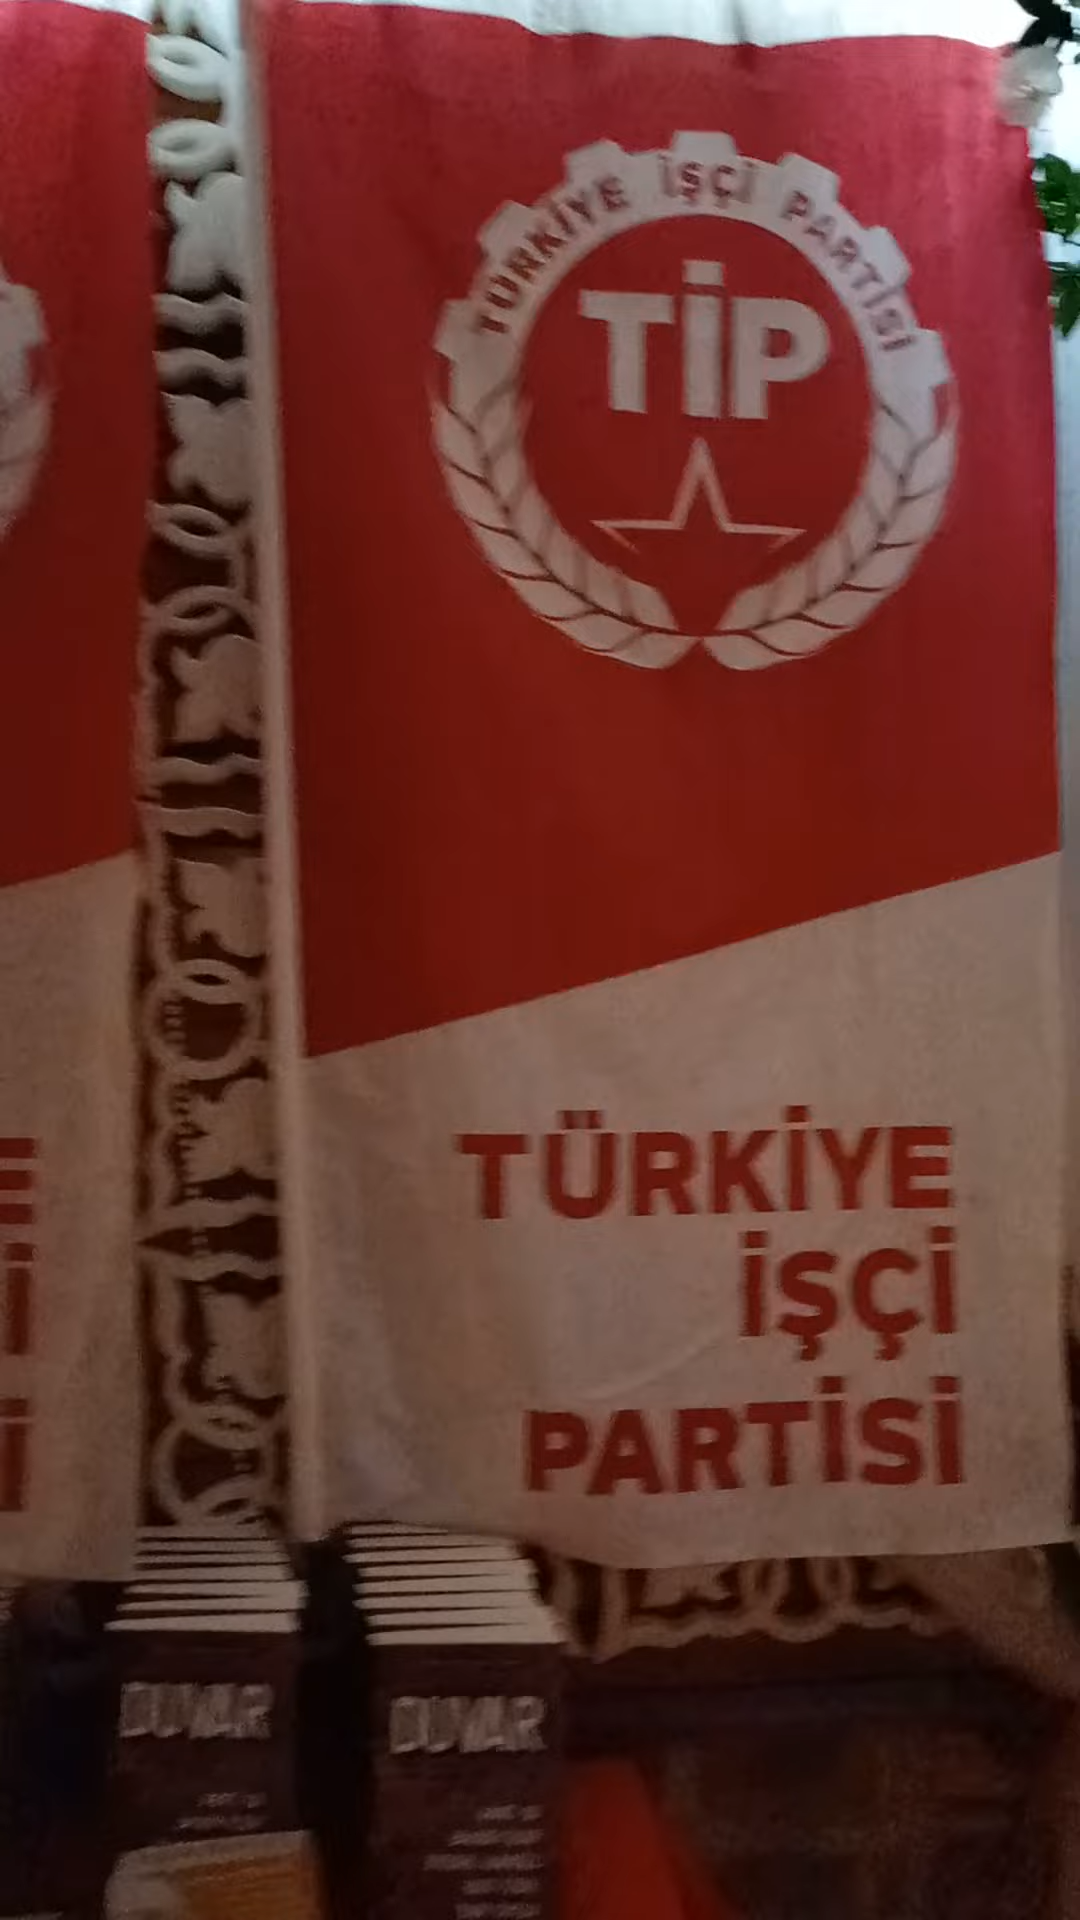 TÜRKİYE İŞÇİ PARTİSİ
TİP
TÜRKİYE
İŞÇİ
PARTİSİ
E
İ
İ
DUVAR
DUVAR